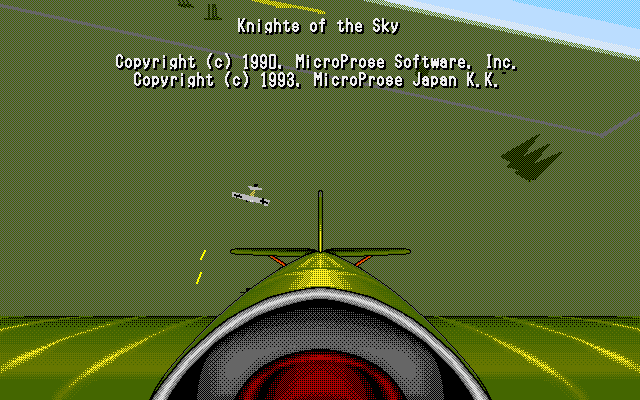 Knights of the Sky
Copyright (c) 1990. MicroProse Software, Inc.
Copyright (c) 1993. MicroProse Japan K.K.